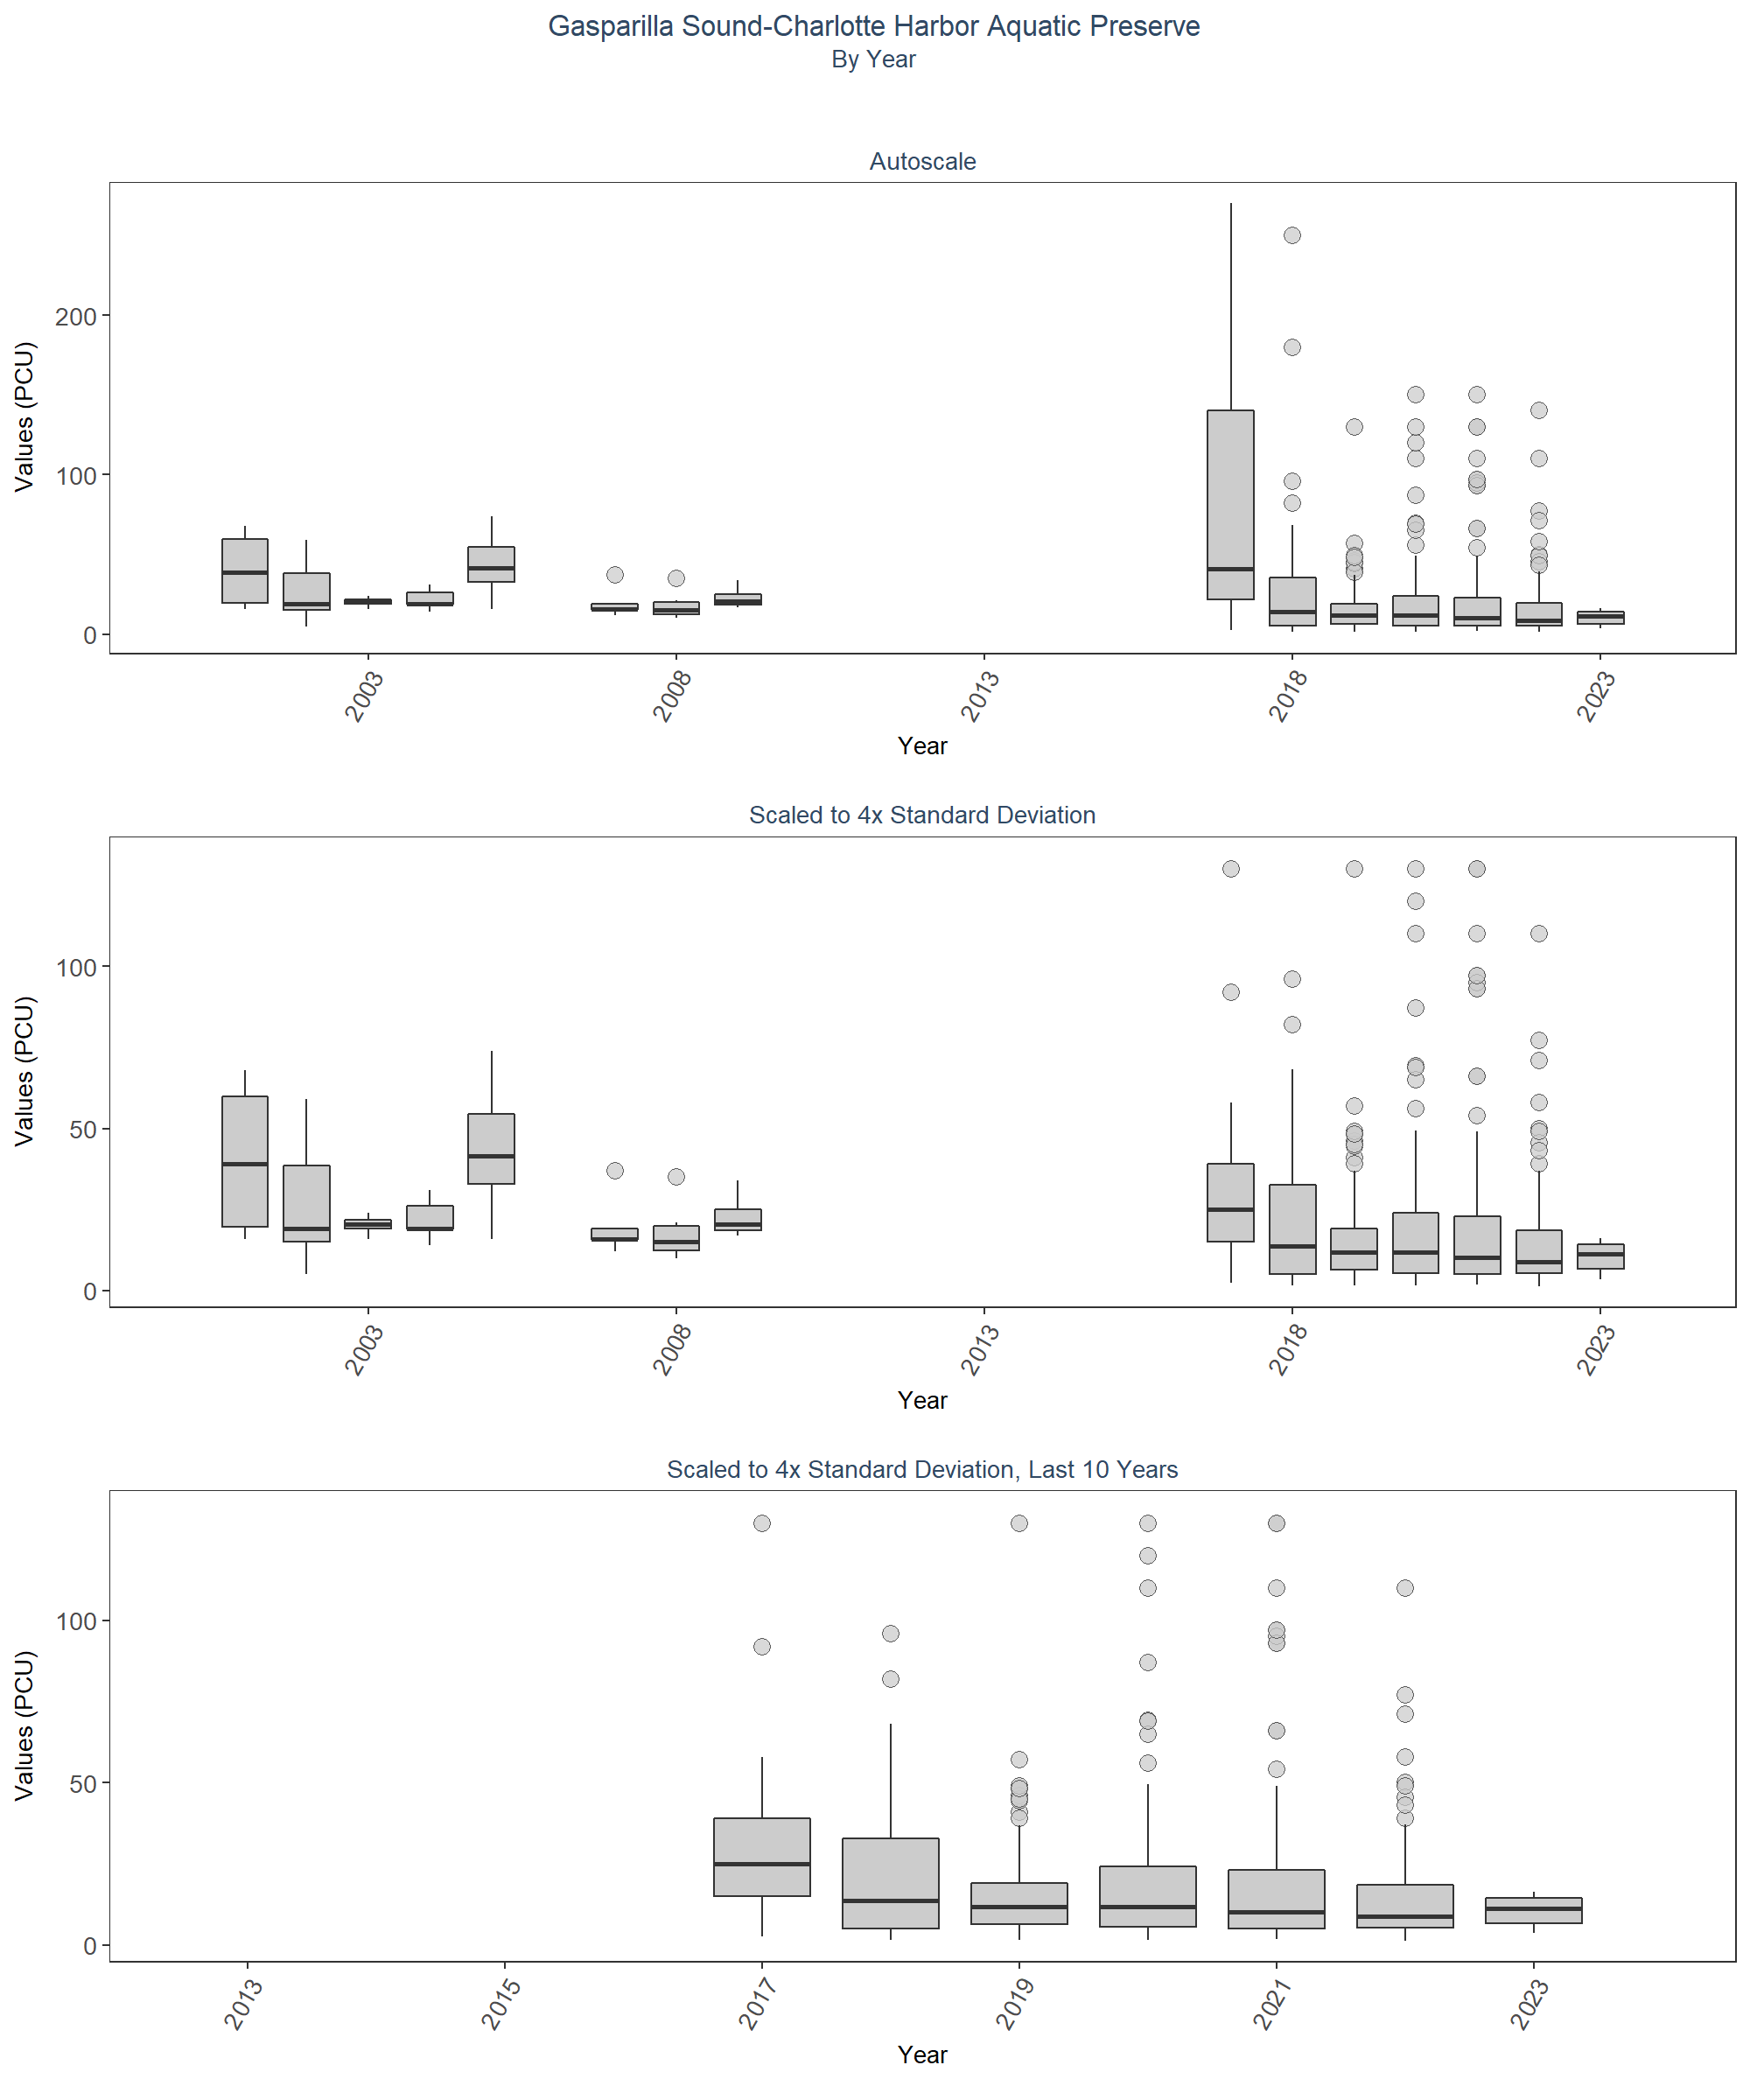 Gasparilla Sound-Charlotte Harbor Aquatic Preserve
By Year
Autoscale
Values (PCU)
200
100
0
2003
2008
2013
2018
2023
Year
Scaled to 4x Standard Deviation
Values (PCU)
100
50
0
2003
2008
2013
2018
2023
Year
Scaled to 4x Standard Deviation, Last 10 Years
Values (PCU)
100
50
0
2013
2015
2017
2019
2021
2023
Year